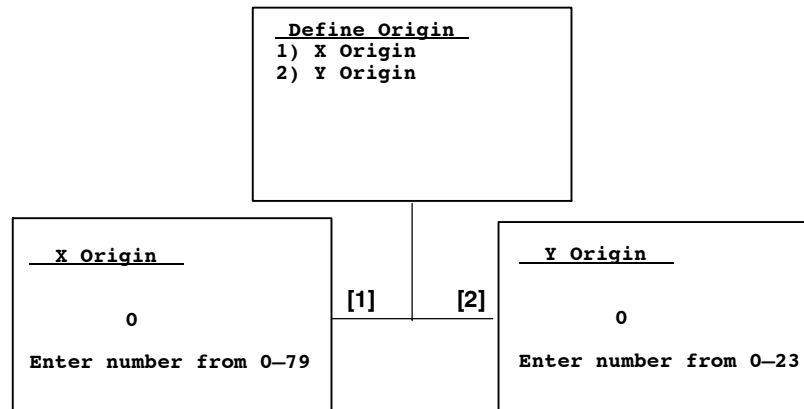 Define Origin
1) X Origin
2) Y Origin
X Origin
0
Enter number from 0–79
[1]
[2]
Y Origin
0
Enter number from 0–23